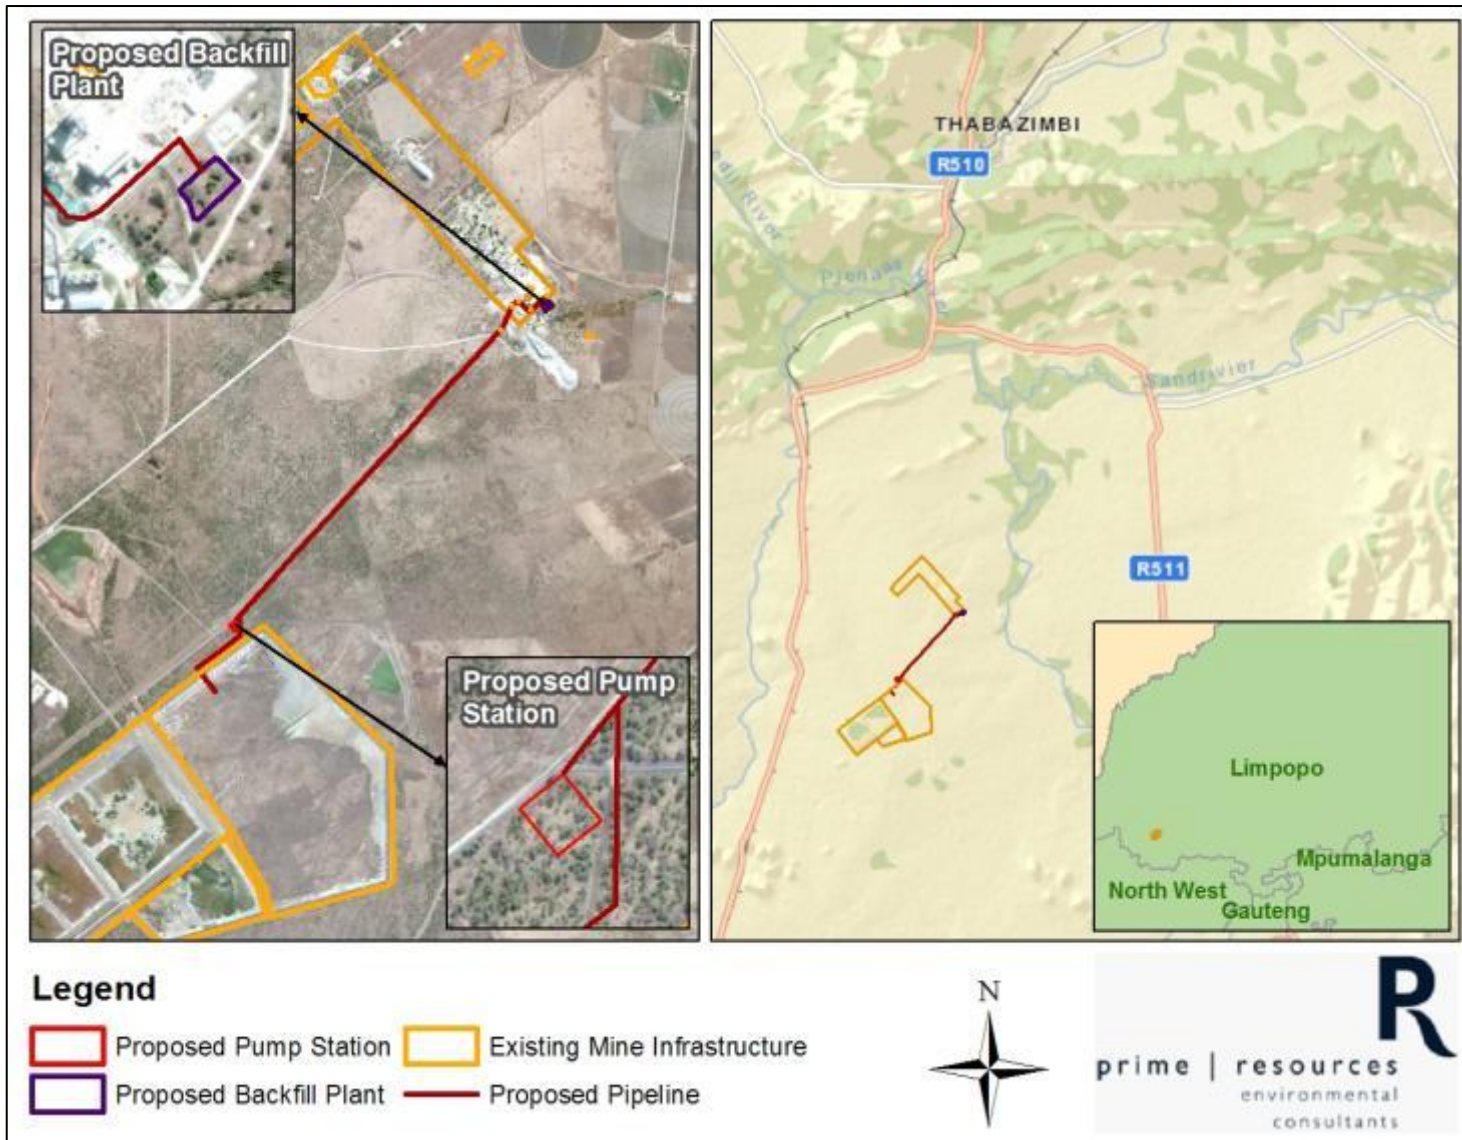 Proposed Backfill
Plant
Proposed Pump
Station
THABAZIMBI
R510
River
Pienaars
Sandrivier
R511
Limpopo
Mpumalanga
North West
Gauteng
Legend
Proposed Pump Station
Existing Mine Infrastructure
Proposed Backfill Plant
Proposed Pipeline
N
R
prime | resources
environmental
consultants